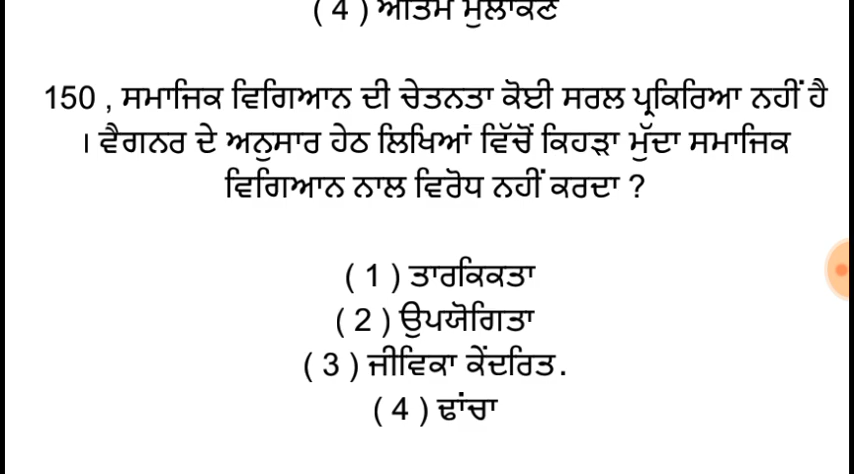 ( 4 ) ਅੰਤਿਮ ਮੁਲਾਂਕਣ
150 , ਸਮਾਜਿਕ ਵਿਗਿਆਨ ਦੀ ਚੇਤਨਤਾ ਕੋਈ ਸਰਲ ਪ੍ਰਕਿਰਿਆ ਨਹੀਂ ਹੈ
। ਵੈਗਨਰ ਦੇ ਅਨੁਸਾਰ ਹੇਠ ਲਿਖਿਆਂ ਵਿੱਚੋਂ ਕਿਹੜਾ ਮੁੱਦਾ ਸਮਾਜਿਕ
ਵਿਗਿਆਨ ਨਾਲ ਵਿਰੋਧ ਨਹੀਂ ਕਰਦਾ ?
( 1 ) ਤਾਰਕਿਕਤਾ
( 2 ) ਉਪਯੋਗਿਤਾ
( 3 ) ਜੀਵਿਕਾ ਕੇਂਦਰਿਤ.
( 4 ) ਢਾਂਚਾ